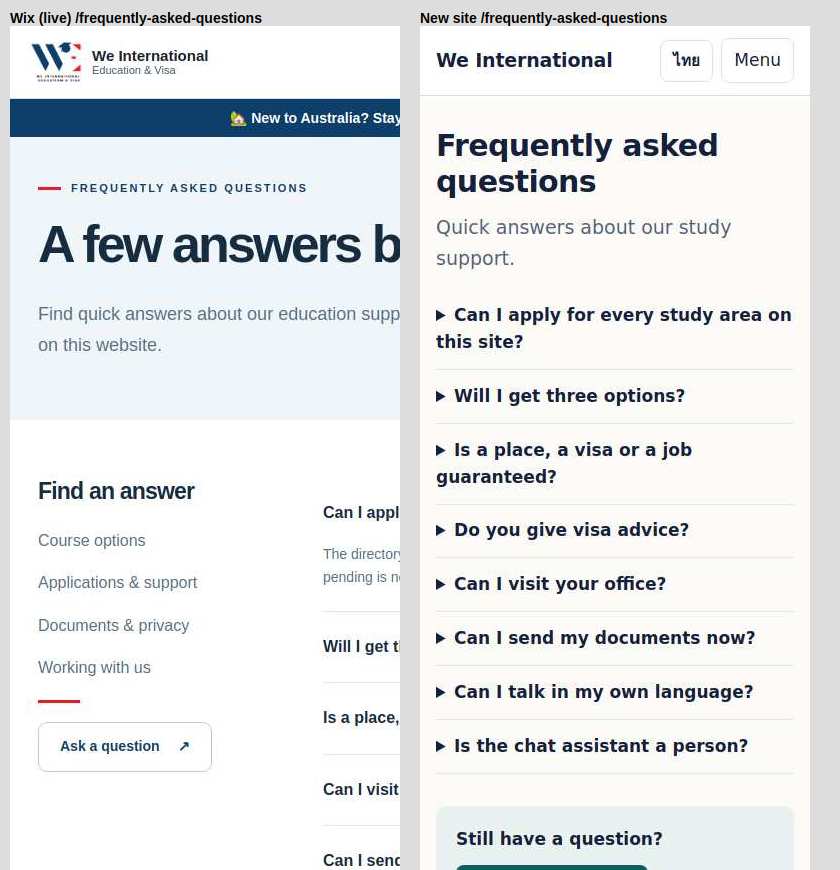 Wix (live) /frequently-asked-questions
We International
Education & Visa
WE INTERNATIONAL
EDUCATION & VISA
🏡 New to Australia? Stay
FREQUENTLY ASKED QUESTIONS
A few answers b
Find quick answers about our education supp
on this website.
Find an answer
Course options
Applications & support
Documents & privacy
Working with us
Ask a question ↗
Can I appl
The directory
pending is n
Will I get t
Is a place,
Can I visit
Can I send
New site /frequently-asked-questions
We International
ไทย
Menu
Frequently asked
questions
Quick answers about our study
support.
Can I apply for every study area on
this site?
Will I get three options?
Is a place, a visa or a job
guaranteed?
Do you give visa advice?
Can I visit your office?
Can I send my documents now?
Can I talk in my own language?
Is the chat assistant a person?
Still have a question?